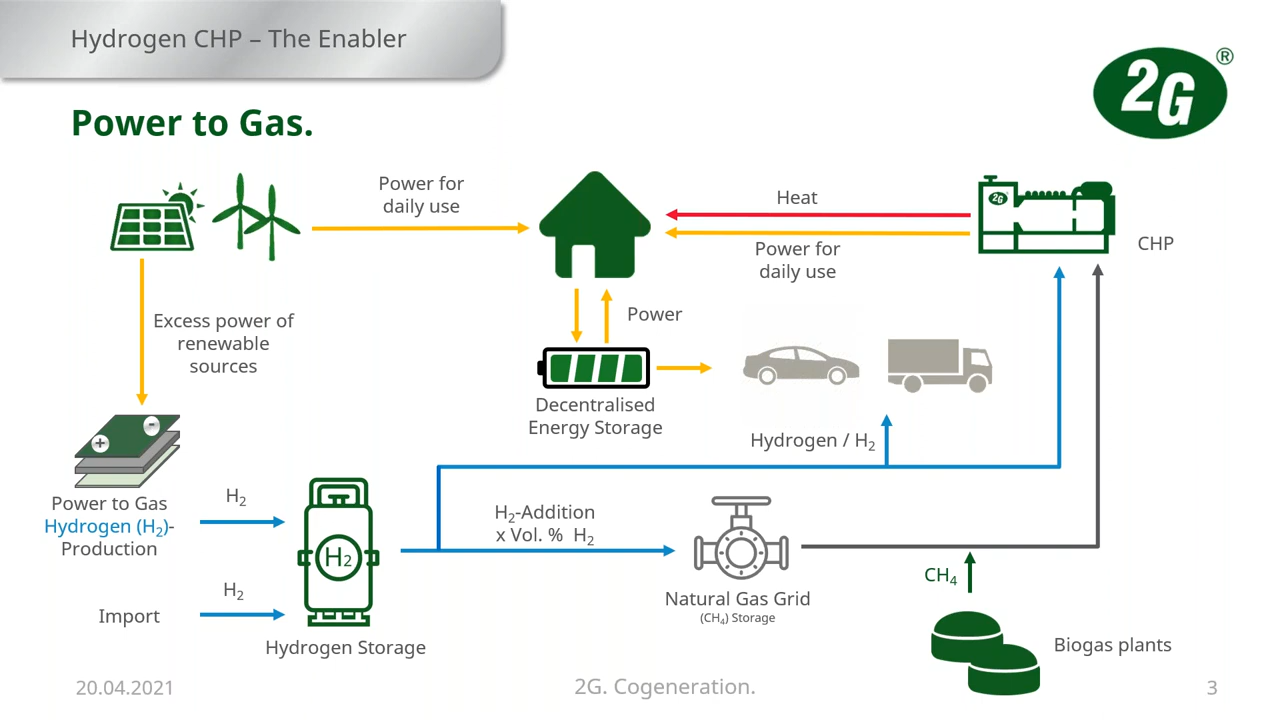 Hydrogen CHP – The Enabler
2G®
Power to Gas.
Power for
daily use
Heat
2G
Power for
daily use
CHP
Excess power of
renewable
sources
Power
Decentralised
Energy Storage
Hydrogen / H₂
+
-
Power to Gas
Hydrogen (H₂)-
Production
H₂
H₂
H₂-Addition
x Vol. % H₂
CH₄
Natural Gas Grid
(CH₄) Storage
Import
H₂
Hydrogen Storage
Biogas plants
20.04.2021
2G. Cogeneration.
3